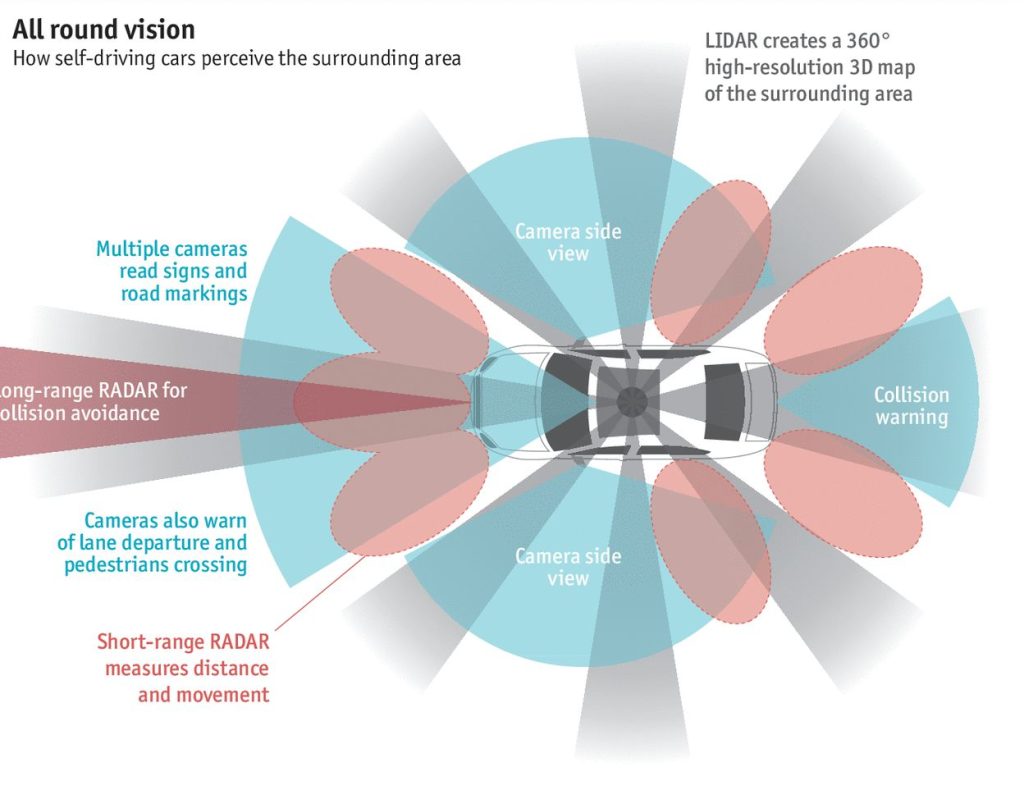 All round vision
How self-driving cars perceive the surrounding area
LIDAR creates a 360°
high-resolution 3D map
of the surrounding area
Camera side
view
Multiple cameras
read signs and
road markings
ong-range RADAR for
ollision avoidance
Collision
warning
Cameras also warn
of lane departure and
pedestrians crossing
Camera side
view
Short-range RADAR
measures distance
and movement